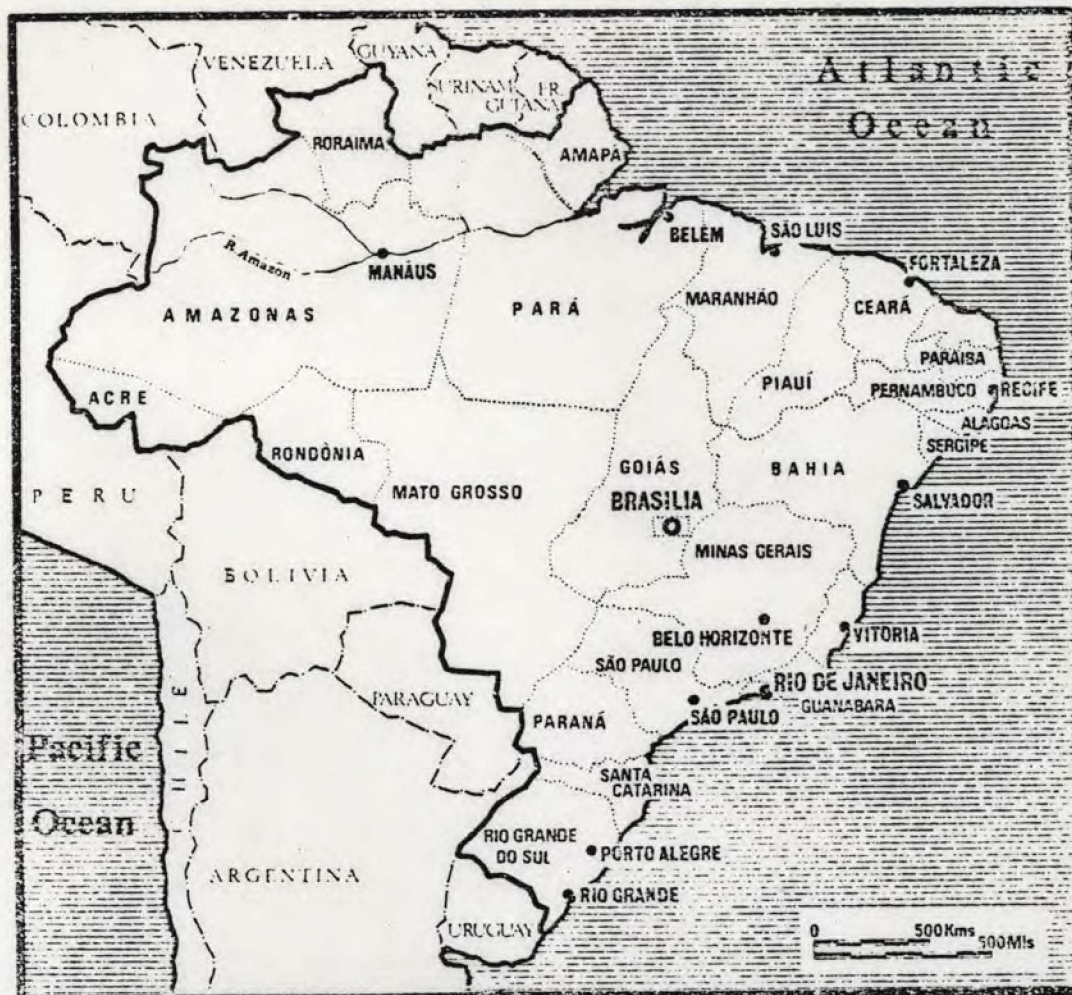 Atlantic
Ocean
VENEZUELA
GUYANA
SURINAM
FR.
GUIANA
COLOMBIA
RORAIMA
AMAPÁ
BELÉM
SÃO LUIS
FORTALEZA
R. Amazon
MANÁUS
AMAZONAS
PARÁ
MARANHÃO
CEARÁ
PARAIBA
PIAUÍ
PERNAMBUCO
RECIFE
ALAGOAS
SERGIPE
ACRE
RONDÔNIA
GOIÁS
BAHIA
PERU
MATO GROSSO
BRASILIA
SALVADOR
MINAS GERAIS
BOLIVIA
BELO HORIZONTE
VITORIA
SÃO PAULO
RIO DE JANEIRO
GUANABARA
PARAGUAY
PARANÁ
SÃO PAULO
Pacific
Ocean
SANTA
CATARINA
RIO GRANDE
DO SUL
PORTO ALEGRE
ARGENTINA
RIO GRANDE
URUGUAY
0 500Kms
500Mls